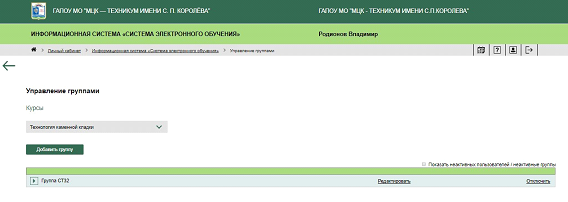 ГАПОУ МО "МЦК — ТЕХНИКУМ ИМЕНИ С. П. КОРОЛЁВА"
ГАПОУ МО "МЦК - ТЕХНИКУМ ИМЕНИ С.П.КОРОЛЕВА"
ИНФОРМАЦИОННАЯ СИСТЕМА «СИСТЕМА ЭЛЕКТРОННОГО ОБУЧЕНИЯ»
Родионов Владимир
Личный кабинет > Информационная система «Система электронного обучения» > Управление группами
Управление группами
Курсы
Технология каменной кладки
Добавить группу
Показать неактивных пользователей / неактивные группы
Группа СТ32
Редактировать
Отключить